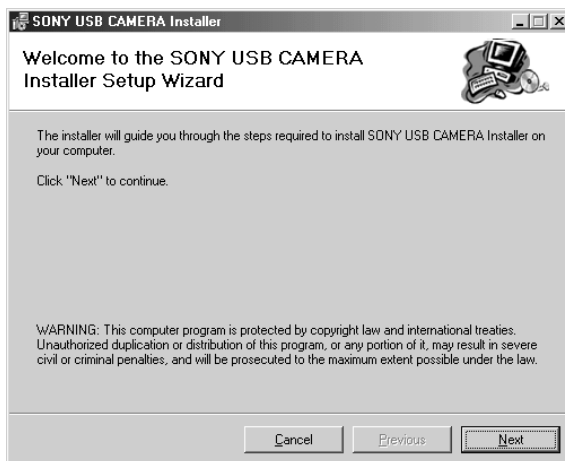 SONY USB CAMERA Installer
Welcome to the SONY USB CAMERA
Installer Setup Wizard
The installer will guide you through the steps required to install SONY USB CAMERA Installer on
your computer.
Click "Next" to continue.
WARNING: This computer program is protected by copyright law and international treaties.
Unauthorized duplication or distribution of this program, or any portion of it, may result in severe
civil or criminal penalties, and will be prosecuted to the maximum extent possible under the law.
Cancel Previous Next